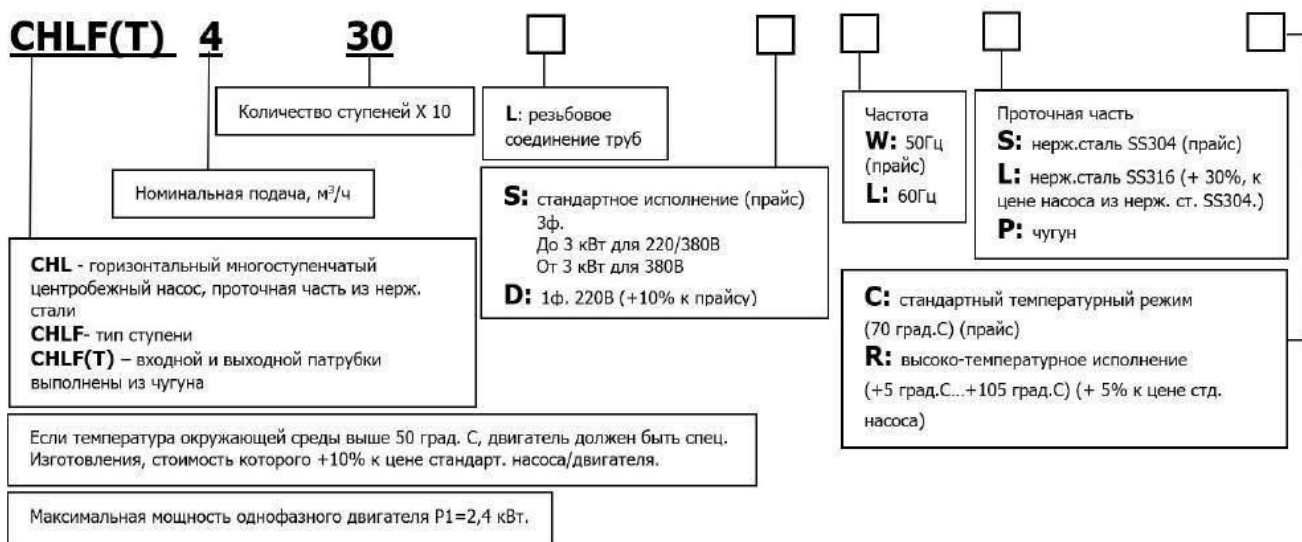 CHLF(T) 4 30
Количество ступеней X 10
L: резьбовое
соединение труб
Частота
W: 50Гц
(прайс)
L: 60Гц
Проточная часть
S: нерж.сталь SS304 (прайс)
L: нерж.сталь SS316 (+ 30%, к
цене насоса из нерж. ст. SS304.)
P: чугун
Номинальная подача, м³/ч
S: стандартное исполнение (прайс)
3ф.
До 3 кВт для 220/380В
От 3 кВт для 380В
D: 1ф. 220В (+10% к прайсу)
CHL - горизонтальный многоступенчатый
центробежный насос, проточная часть из нерж.
стали
CHLF- тип ступени
CHLF(T) – входной и выходной патрубки
выполнены из чугуна
C: стандартный температурный режим
(70 град.С) (прайс)
R: высоко-температурное исполнение
(+5 град.С...+105 град.С) (+ 5% к цене стд.
насоса)
Если температура окружающей среды выше 50 град. С, двигатель должен быть спец.
Изготовления, стоимость которого +10% к цене стандарт. насоса/двигателя.
Максимальная мощность однофазного двигателя P1=2,4 кВт.